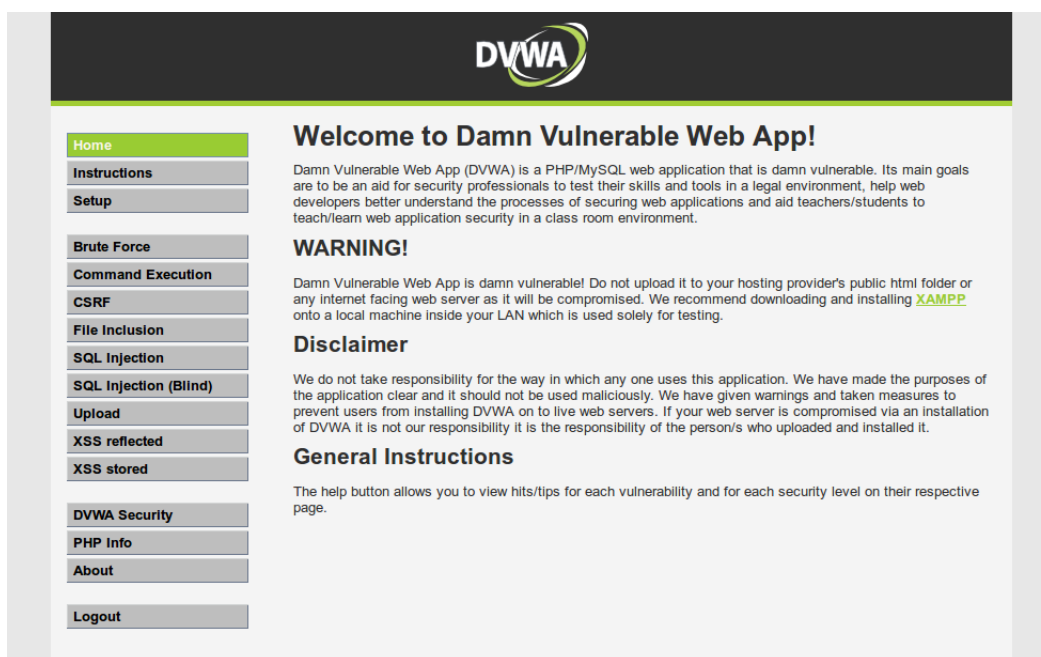 DVWA
Home
Instructions
Setup
Brute Force
Command Execution
CSRF
File Inclusion
SQL Injection
SQL Injection (Blind)
Upload
XSS reflected
XSS stored
DVWA Security
PHP Info
About
Logout
Welcome to Damn Vulnerable Web App!
Damn Vulnerable Web App (DVWA) is a PHP/MySQL web application that is damn vulnerable. Its main goals
are to be an aid for security professionals to test their skills and tools in a legal environment, help web
developers better understand the processes of securing web applications and aid teachers/students to
teach/learn web application security in a class room environment.
WARNING!
Damn Vulnerable Web App is damn vulnerable! Do not upload it to your hosting provider's public html folder or
any internet facing web server as it will be compromised. We recommend downloading and installing XAMPP
onto a local machine inside your LAN which is used solely for testing.
Disclaimer
We do not take responsibility for the way in which any one uses this application. We have made the purposes of
the application clear and it should not be used maliciously. We have given warnings and taken measures to
prevent users from installing DVWA on to live web servers. If your web server is compromised via an installation
of DVWA it is not our responsibility it is the responsibility of the person/s who uploaded and installed it.
General Instructions
The help button allows you to view hits/tips for each vulnerability and for each security level on their respective
page.